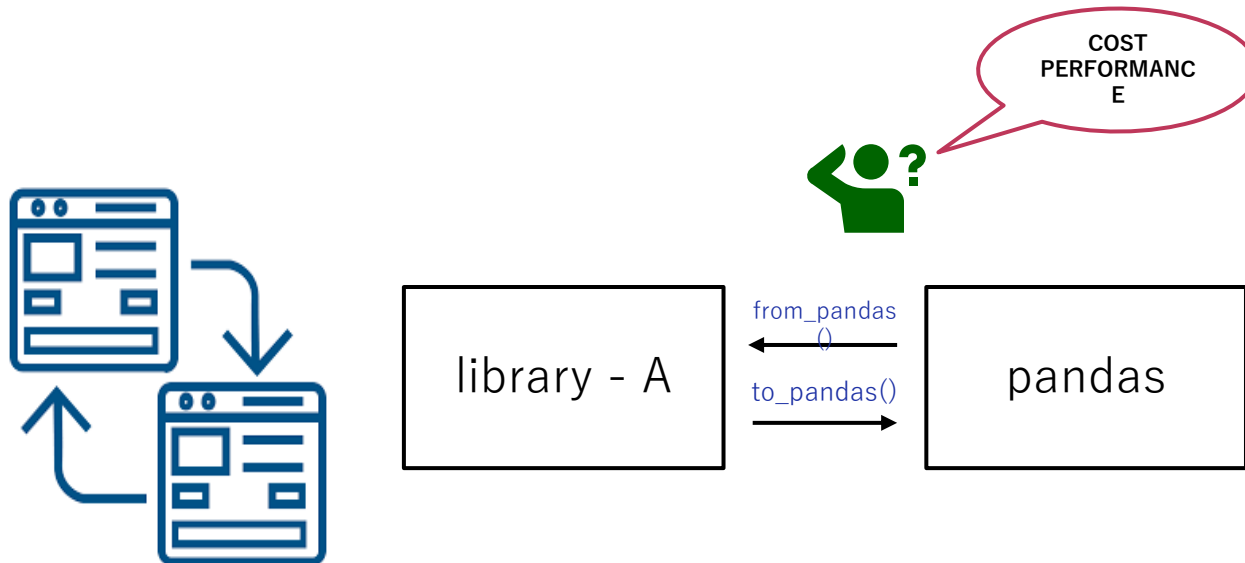 COST
PERFORMANC
E
?
from_pandas
()
library - A
to_pandas()
pandas